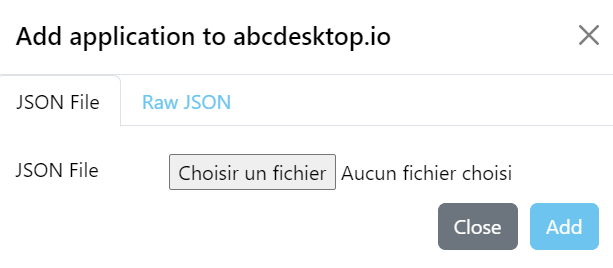 Add application to abcdesktop.io
JSON File Raw JSON
JSON File Choisir un fichier Aucun fichier choisi
Close Add